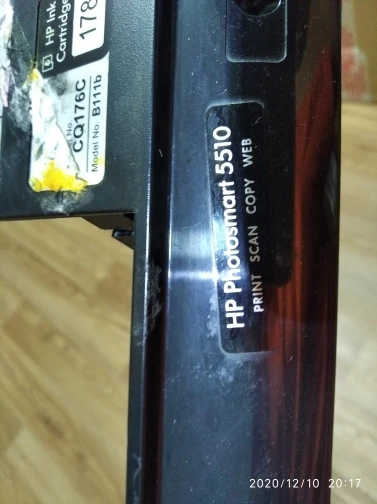 HP Ink
Cartridge
178
No
CQ176C
Model No. B111b
HP Photosmart 5510
PRINT SCAN COPY WEB
2020/12/10 20:17